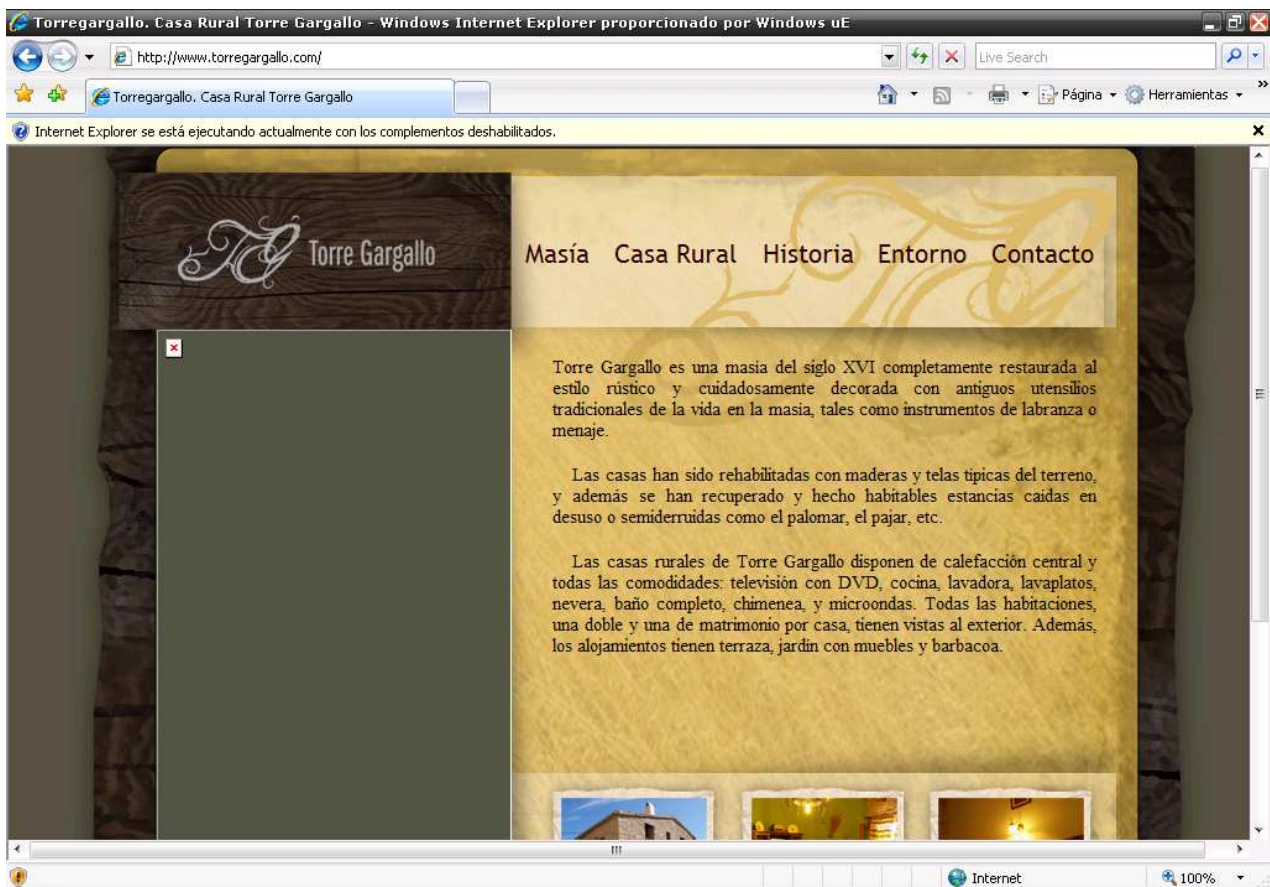 Torregargallo. Casa Rural Torre Gargallo - Windows Internet Explorer proporcionado por Windows uE
http://www.torregargallo.com/
Live Search
Torregargallo. Casa Rural Torre Gargallo
Página
Herramientas
»
Internet Explorer se está ejecutando actualmente con los complementos deshabilitados.
TG Torre Gargallo
Masía Casa Rural Historia Entorno Contacto
Torre Gargallo es una masia del siglo XVI completamente restaurada al
estilo rústico y cuidadosamente decorada con antiguos utensilios
tradicionales de la vida en la masia, tales como instrumentos de labranza o
menaje.
Las casas han sido rehabilitadas con maderas y telas tipicas del terreno,
y además se han recuperado y hecho habitables estancias caidas en
desuso o semiderruidas como el palomar, el pajar, etc.
Las casas rurales de Torre Gargallo disponen de calefacción central y
todas las comodidades: televisión con DVD, cocina, lavadora, lavaplatos,
nevera, baño completo, chimenea, y microondas. Todas las habitaciones,
una doble y una de matrimonio por casa, tienen vistas al exterior. Además,
los alojamientos tienen terraza, jardin con muebles y barbacoa.
Internet
100%